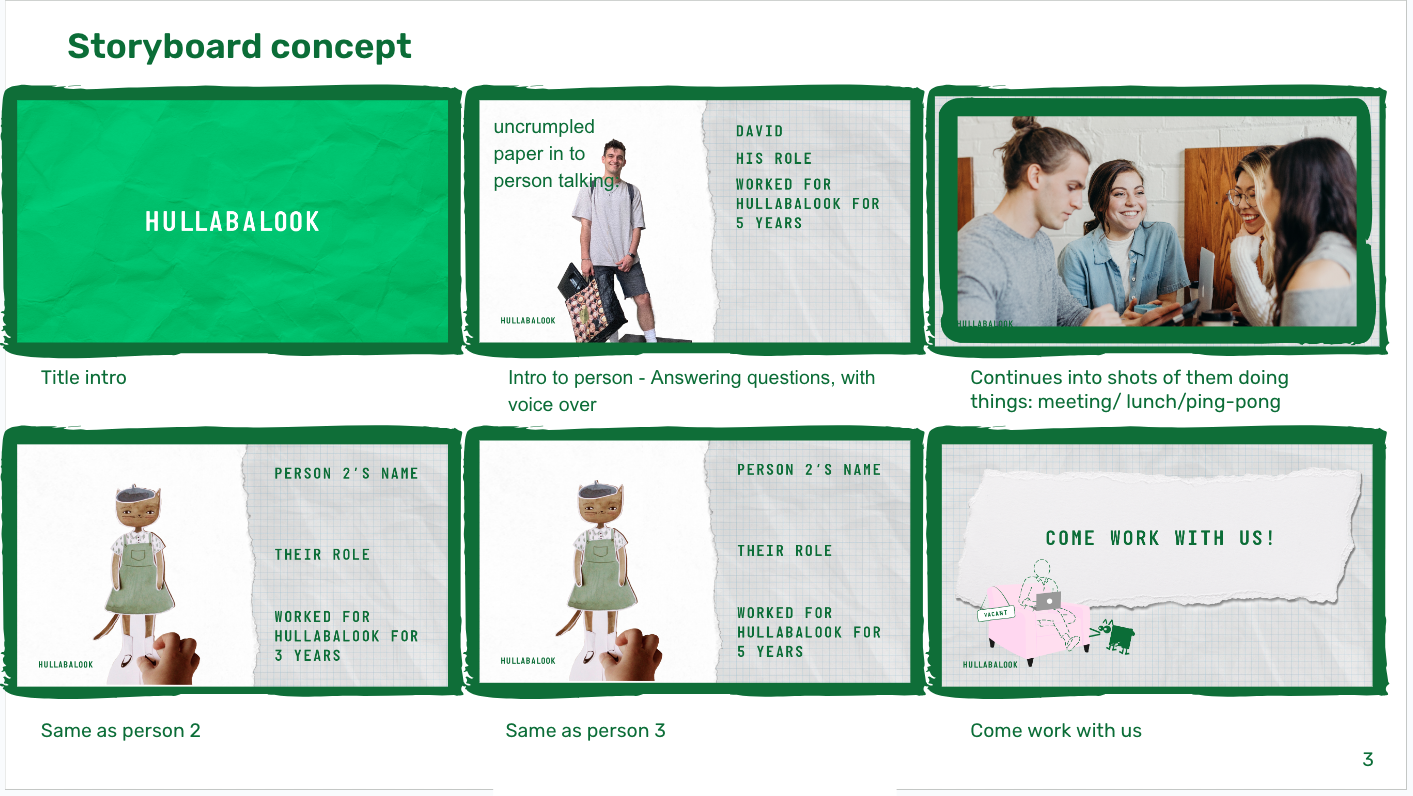 Storyboard concept
HULLABALOOK
uncrumpled
paper in to
person talking.
DAVID
HIS ROLE
WORKED FOR
HULLABALOOK FOR
5 YEARS
HULLABALOOK
HULLABALOOK
Title intro
Intro to person - Answering questions, with
voice over
Continues into shots of them doing
things: meeting/ lunch/ping-pong
PERSON 2'S NAME
THEIR ROLE
WORKED FOR
HULLABALOOK FOR
3 YEARS
HULLABALOOK
PERSON 2'S NAME
THEIR ROLE
WORKED FOR
HULLABALOOK FOR
5 YEARS
HULLABALOOK
COME WORK WITH US!
VACANT
HULLABALOOK
Same as person 2
Same as person 3
Come work with us
3